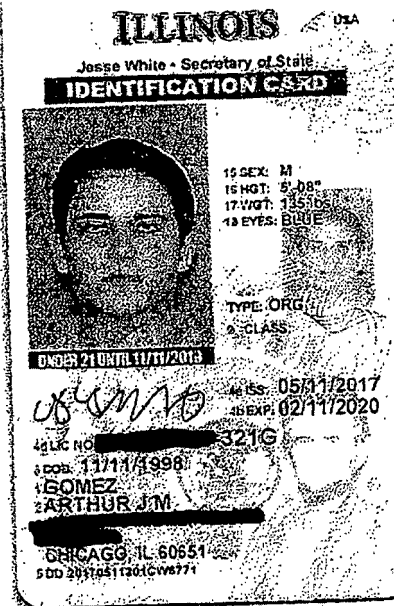 ILLINOIS USA
Jesse White • Secretary of State
IDENTIFICATION CARD
15 SEX: M
16 HGT: 5'-08"
17 WGT: 135 lbs
18 EYES: BLUE
TYPE: ORG
9 CLASS
UNDER 21 UNTIL 11/11/2019
4a ISS: 05/11/2017
4b EXP: 02/11/2020
4d LIC NO. 321G
3 DOB: 11/11/1998
1 GOMEZ
2 ARTHUR J M
CHICAGO, IL 60651
5 DD